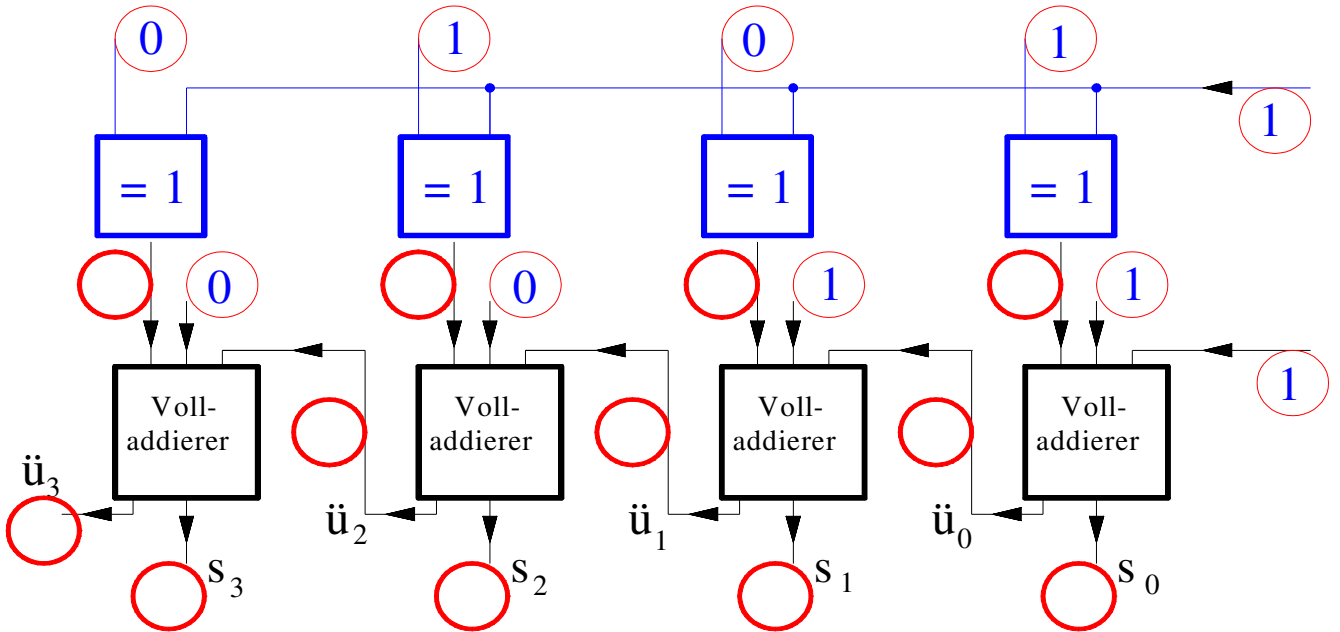 0 1 0 1
1
= 1 = 1 = 1 = 1
0 0 1 1
1
Voll- Voll- Voll- Voll-
addierer addierer addierer addierer
ü3 ü2 ü1 ü0
s3 s2 s1 s0